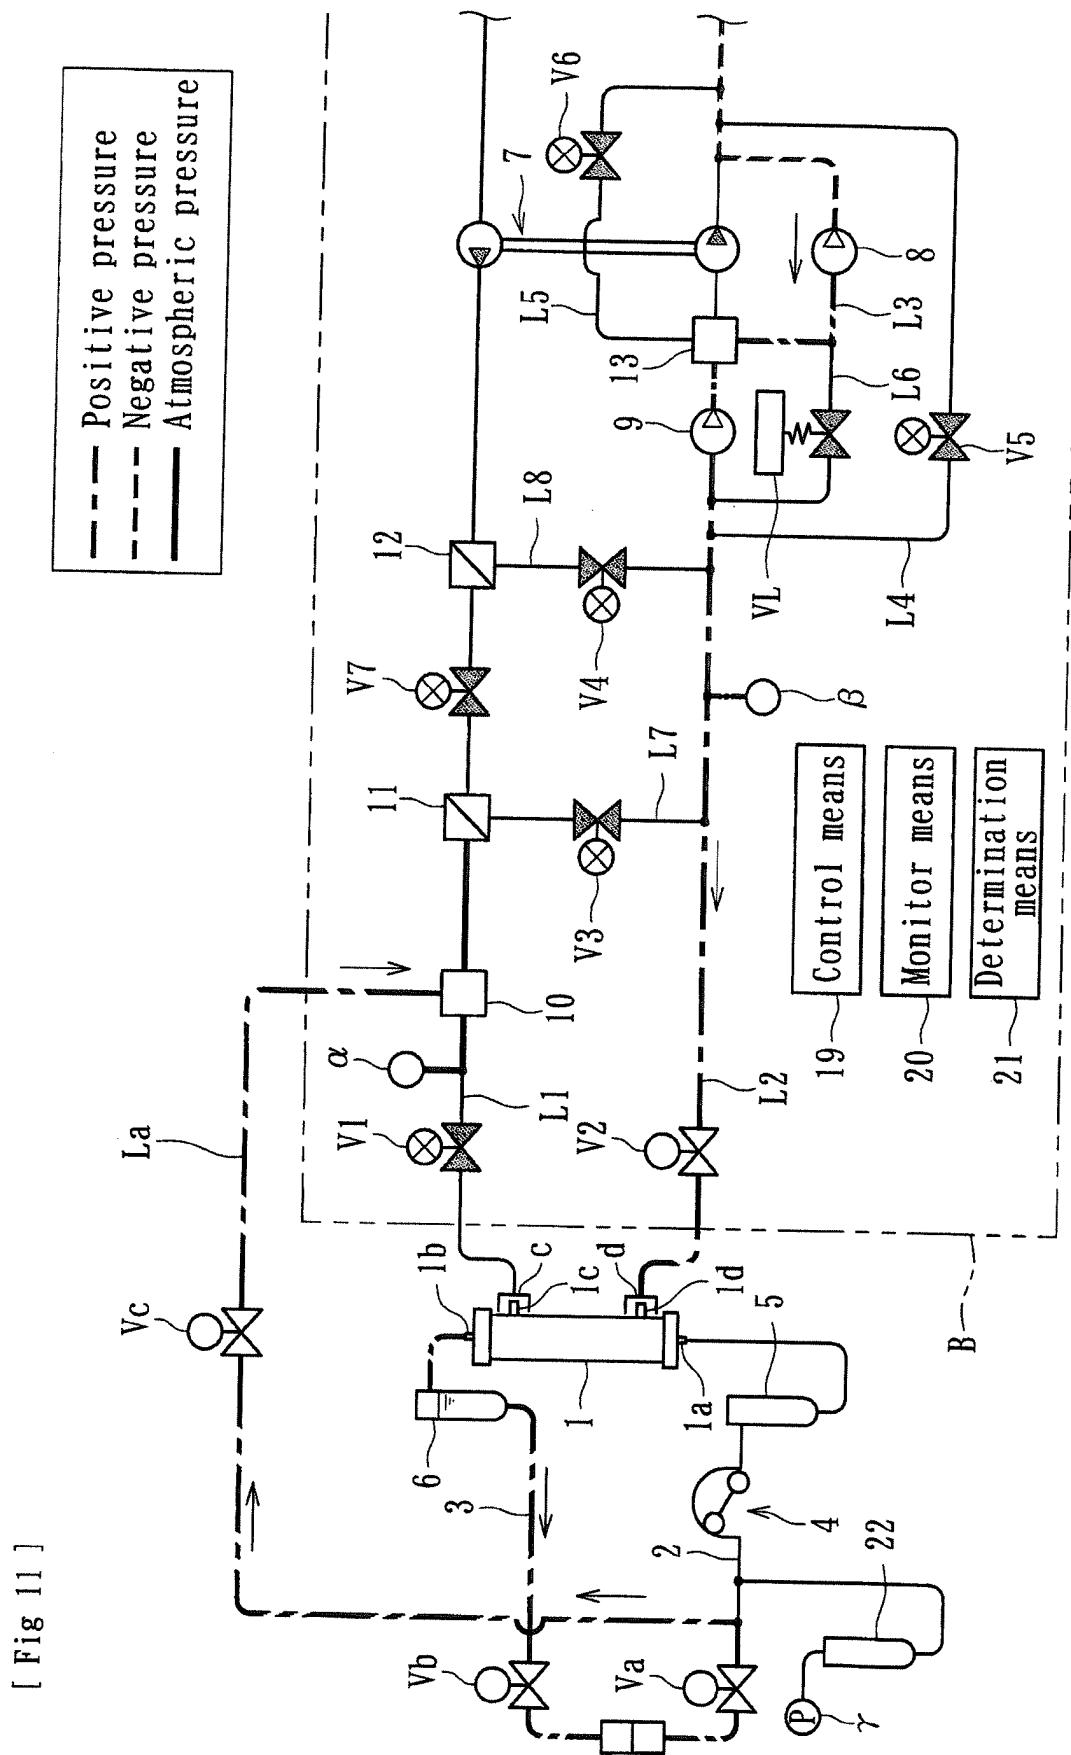 [ Fig 11 ]
Positive pressure
Negative pressure
Atmospheric pressure
La
Vc
V1
α
10
11
V7
12
7
V6
L1
V3
L7
V4
L8
9
13
L5
VL
8
L3
L6
V5
L4
β
V2
L2
1b
c
1c
d
1d
6
1
1a
5
3
4
2
22
Vb
Va
P
γ
B
19
Control means
20
Monitor means
21
Determination
means